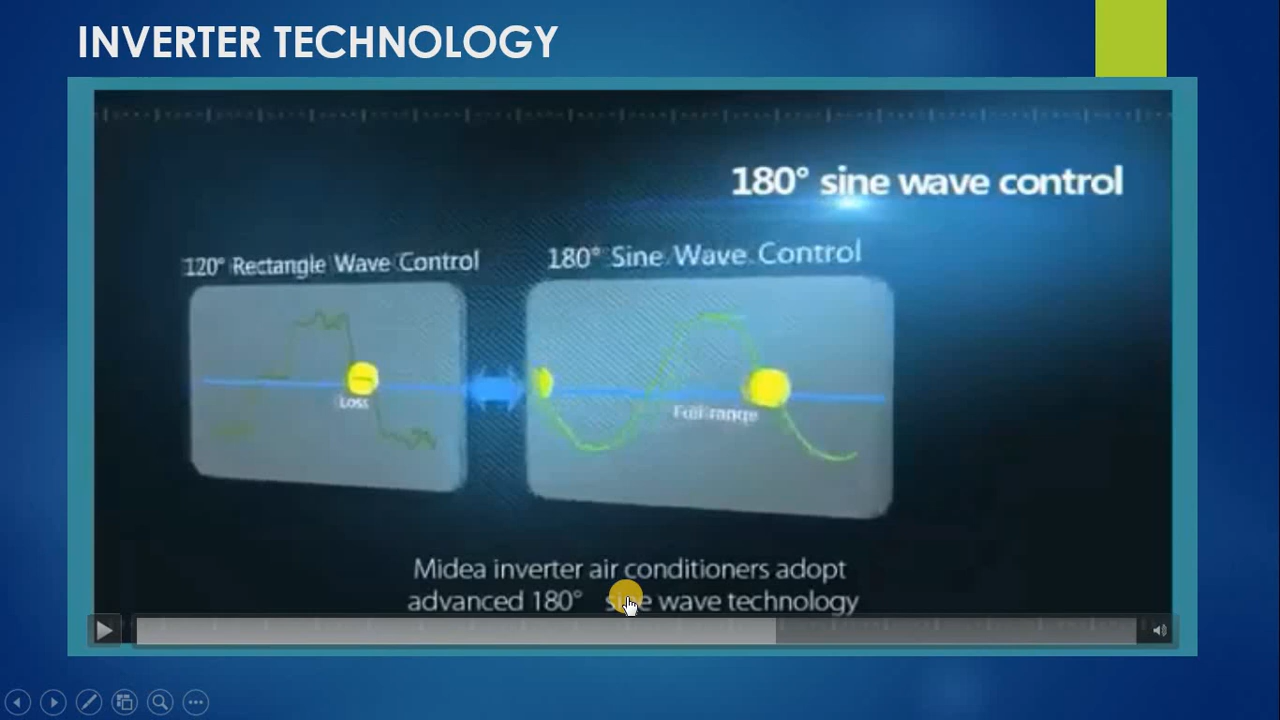 INVERTER TECHNOLOGY
180° sine wave control
120° Rectangle Wave Control
180° Sine Wave Control
Loss
Full range
Midea inverter air conditioners adopt
advanced 180° sine wave technology